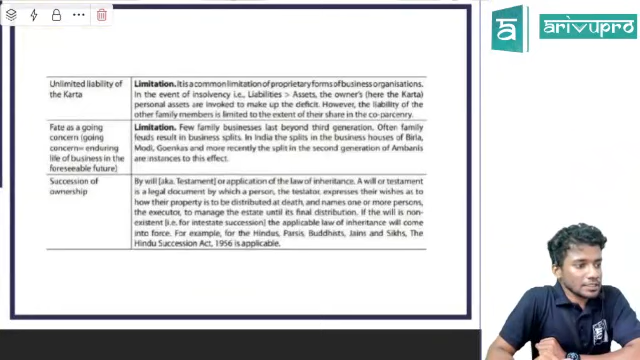 arivupro
Unlimited liability of
the Karta
Limitation. It is a common limitation of proprietary forms of business organisations.
In the event of insolvency i.e., Liabilities > Assets, the owner's (here the Karta)
personal assets are invoked to make up the deficit. However, the liability of the
other family members is limited to the extent of their share in the co-parceny.
Fate as a going
concern (going
concern= enduring
life of business in the
foreseeable future)
Limitation. Few family businesses last beyond third generation. Often family
feuds result in business splits. In India the splits in the business houses of Birla,
Modi, Goenkas and more recently the split in the second generation of Ambanis
are instances to this effect.
Succession of
ownership
By will [aka. Testament] or application of the law of inheritance. A will or testament
is a legal document by which a person, the testator, expresses their wishes as to
how their property is to be distributed at death, and names one or more persons,
the executor, to manage the estate until its final distribution. If the will is non-
existent [i.e. for intestate succession] the applicable law of inheritance will come
into force. For example, for the Hindus, Parsis, Buddhists, Jains and Sikhs, The
Hindu Succession Act, 1956 is applicable.